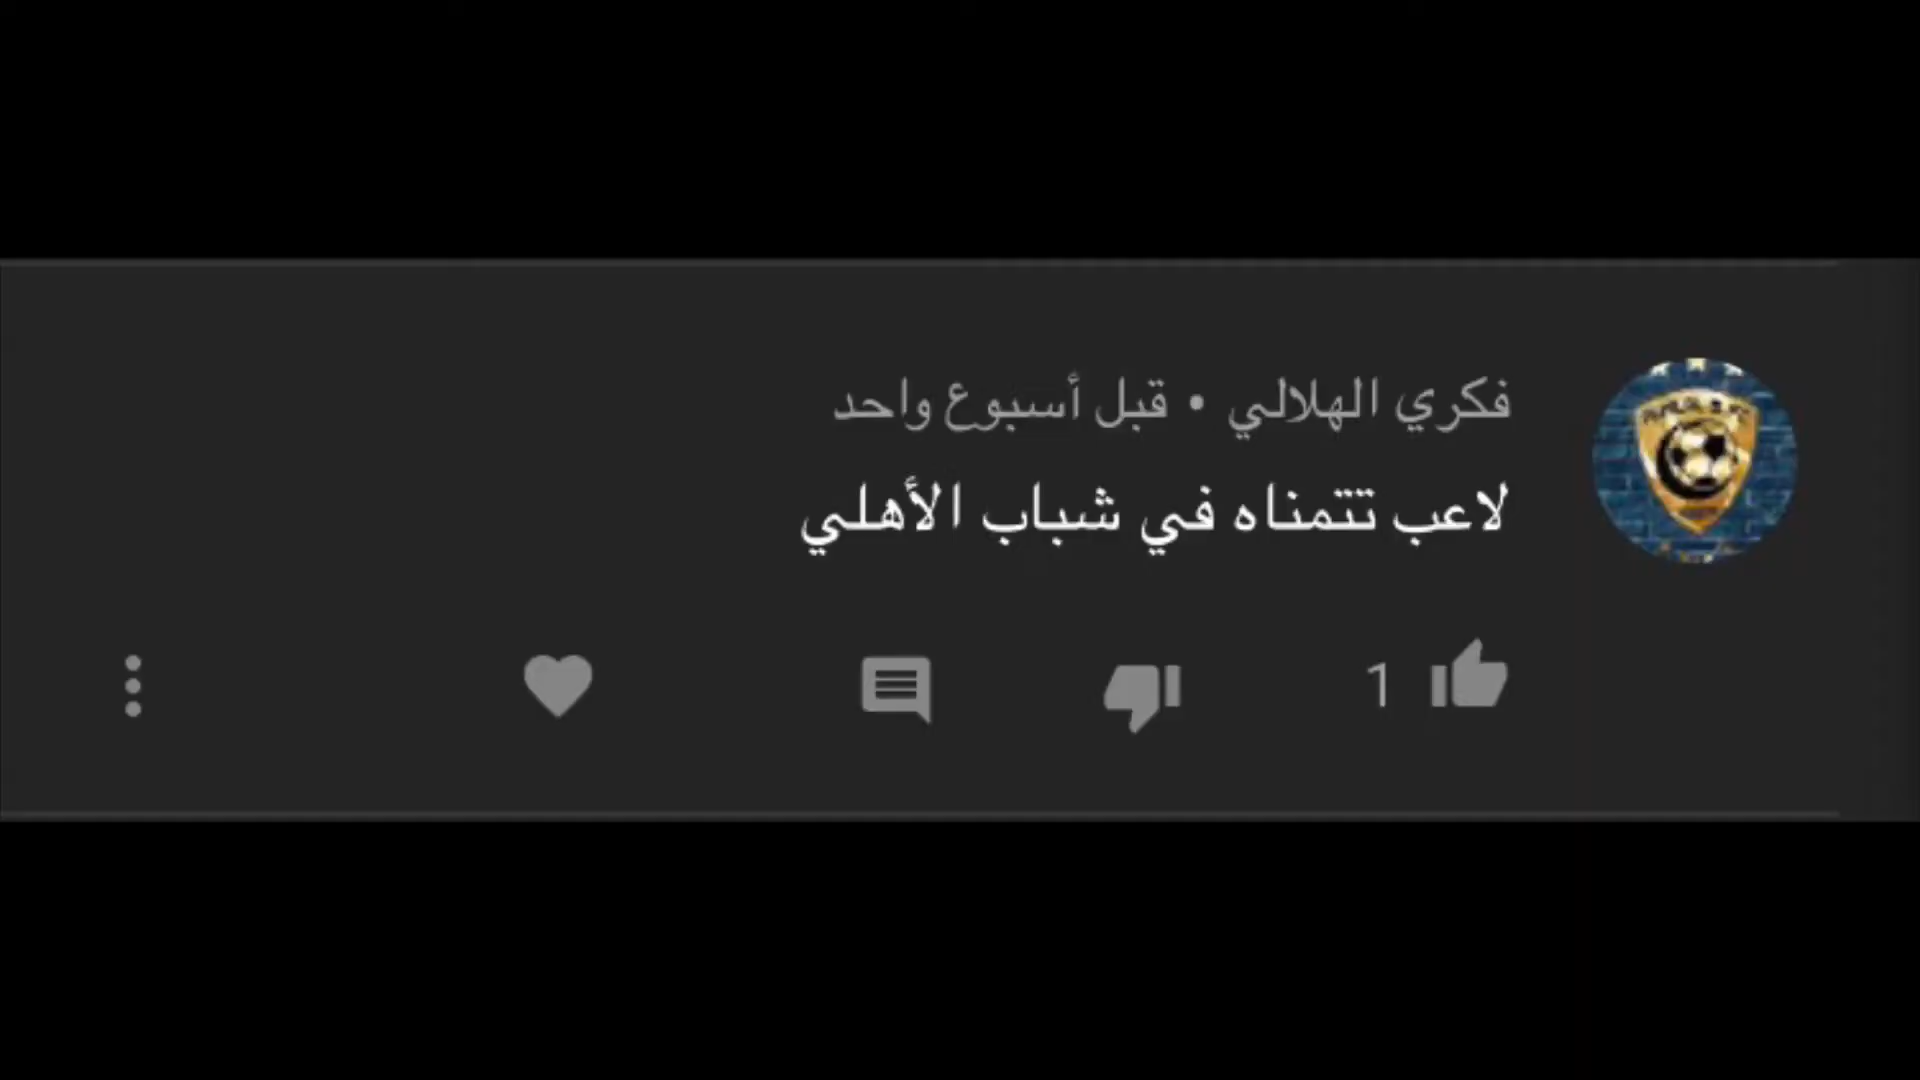 فكري الهلالي • قبل أسبوع واحد
لاعب تتمناه في شباب الأهلي
1